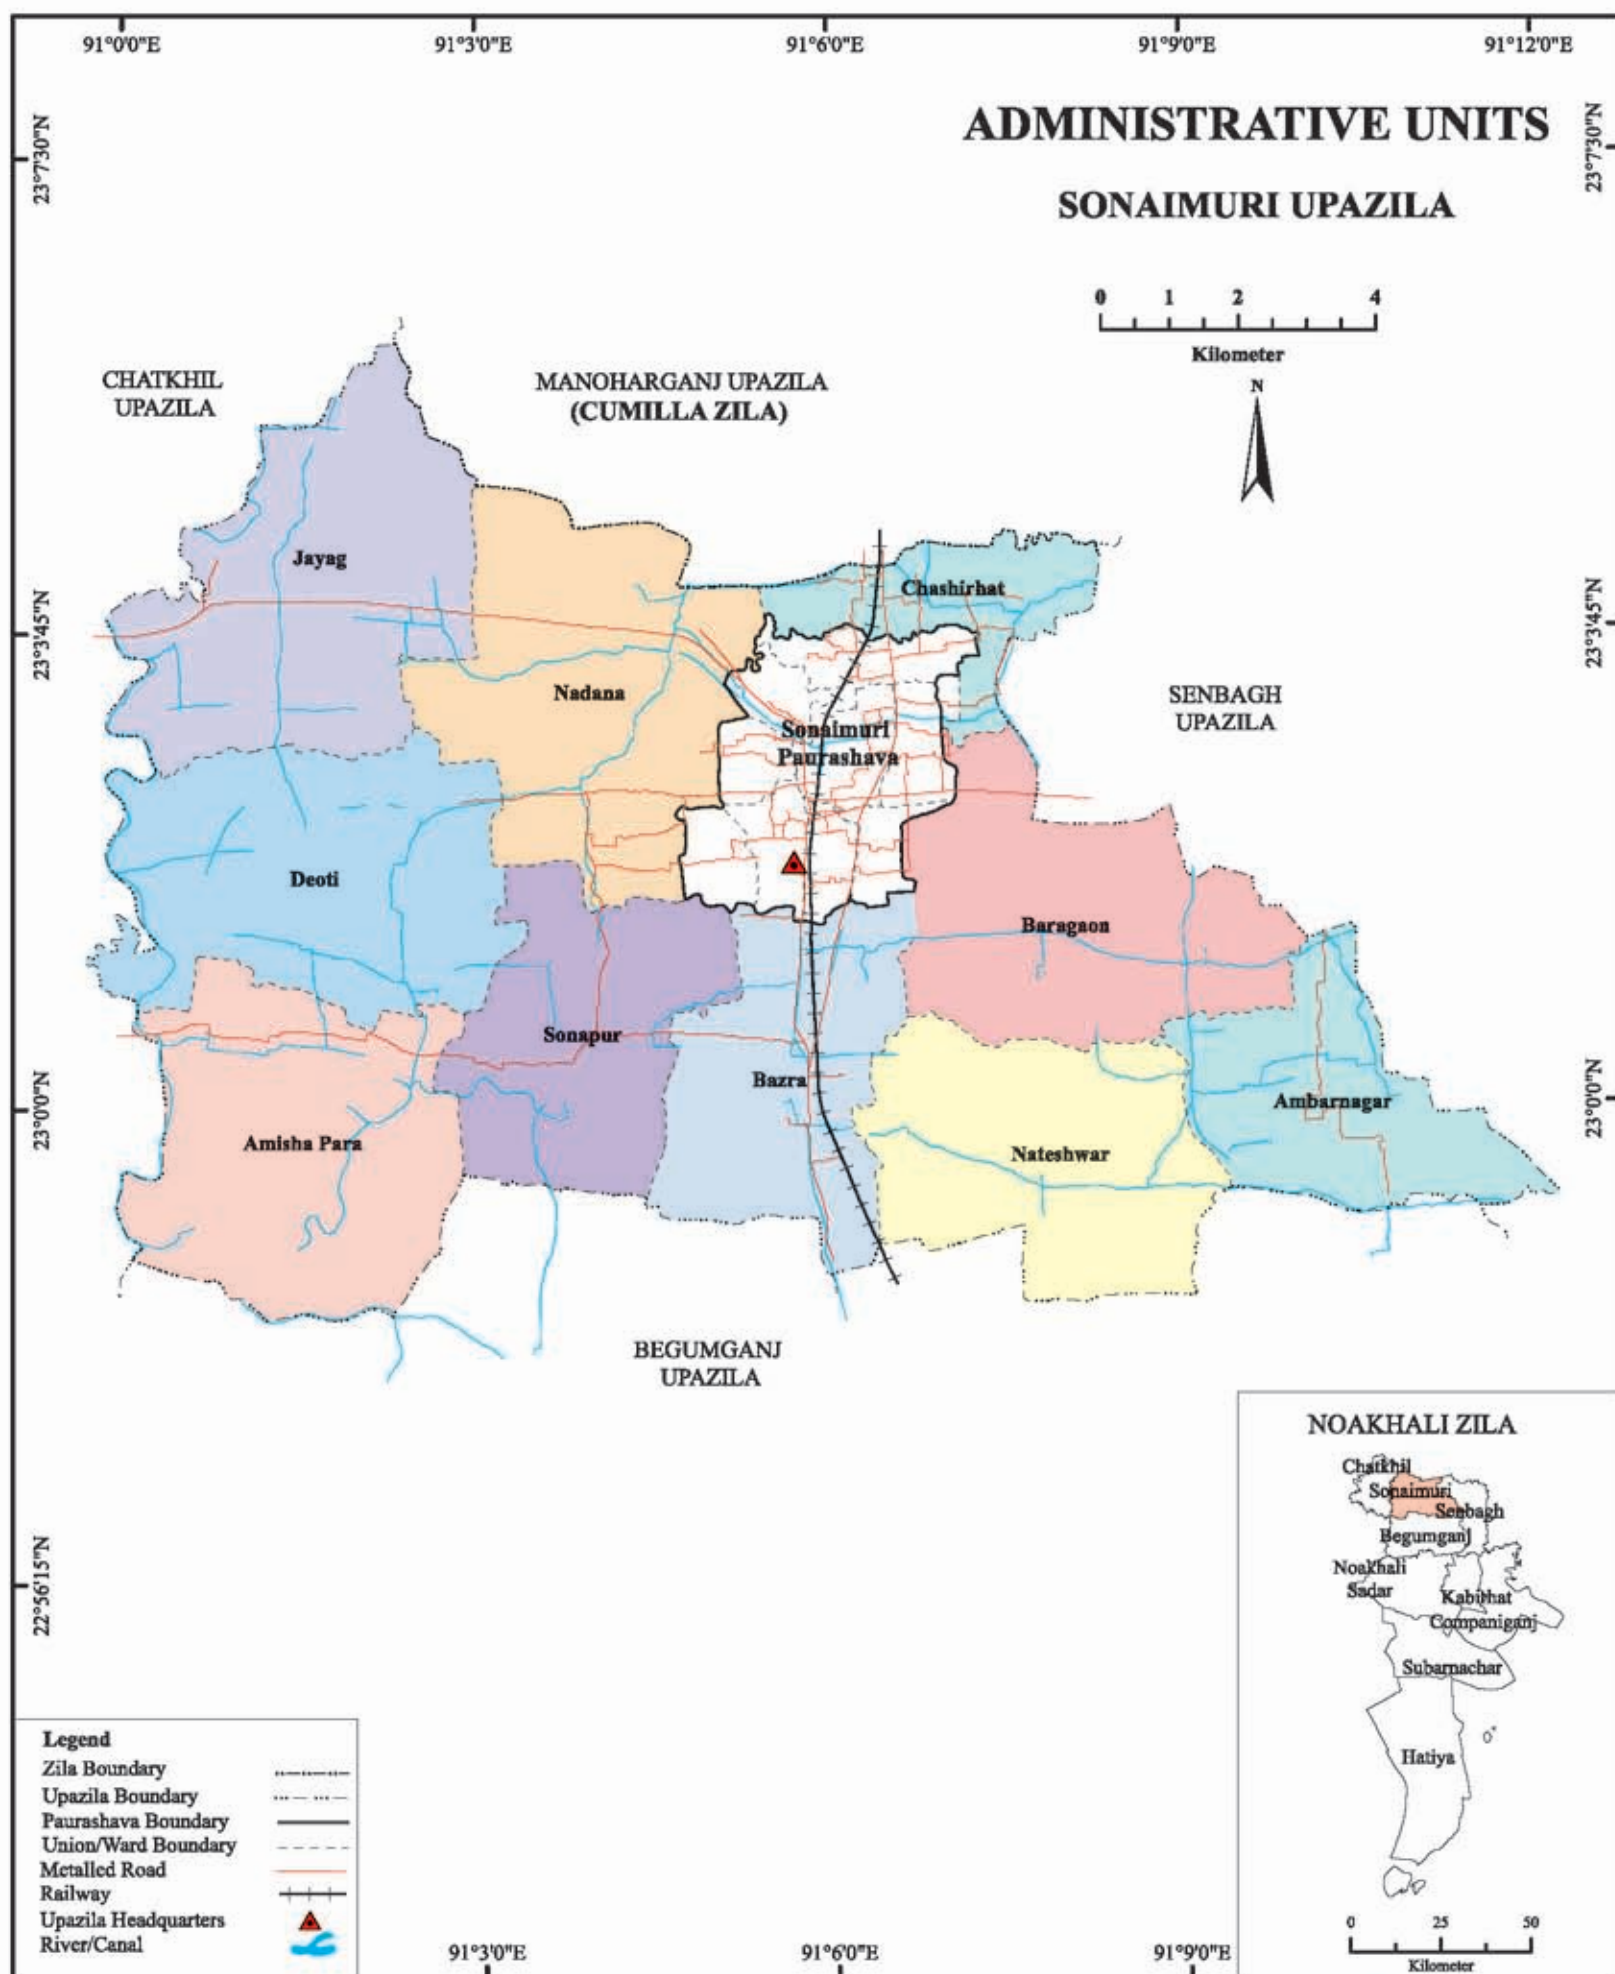 91°0'0"E
91°3'0"E
91°6'0"E
91°9'0"E
91°12'0"E
23°7'30"N
23°7'30"N
ADMINISTRATIVE UNITS
SONAIMURI UPAZILA
0 1 2 4
Kilometer
N
CHATKHIL
UPAZILA
MANOHARGANJ UPAZILA
(CUMILLA ZILA)
Jayag
Chashirhat
23°3'45"N
23°3'45"N
Nadana
SENBAGH
UPAZILA
Sonaimuri
Paurashava
Deoti
Baragaon
Sonapur
Bazra
Ambarnagar
23°0'0"N
23°0'0"N
Amisha Para
Nateshwar
BEGUMGANJ
UPAZILA
22°56'15"N
NOAKHALI ZILA
Chatkhil
Sonaimuri
Senbagh
Begumganj
Noakhali
Sadar
Kabirhat
Companiganj
Subarnachar
Hatiya
0 25 50
Kilometer
Legend
Zila Boundary
Upazila Boundary
Paurashava Boundary
Union/Ward Boundary
Metalled Road
Railway
Upazila Headquarters
River/Canal
91°3'0"E
91°6'0"E
91°9'0"E